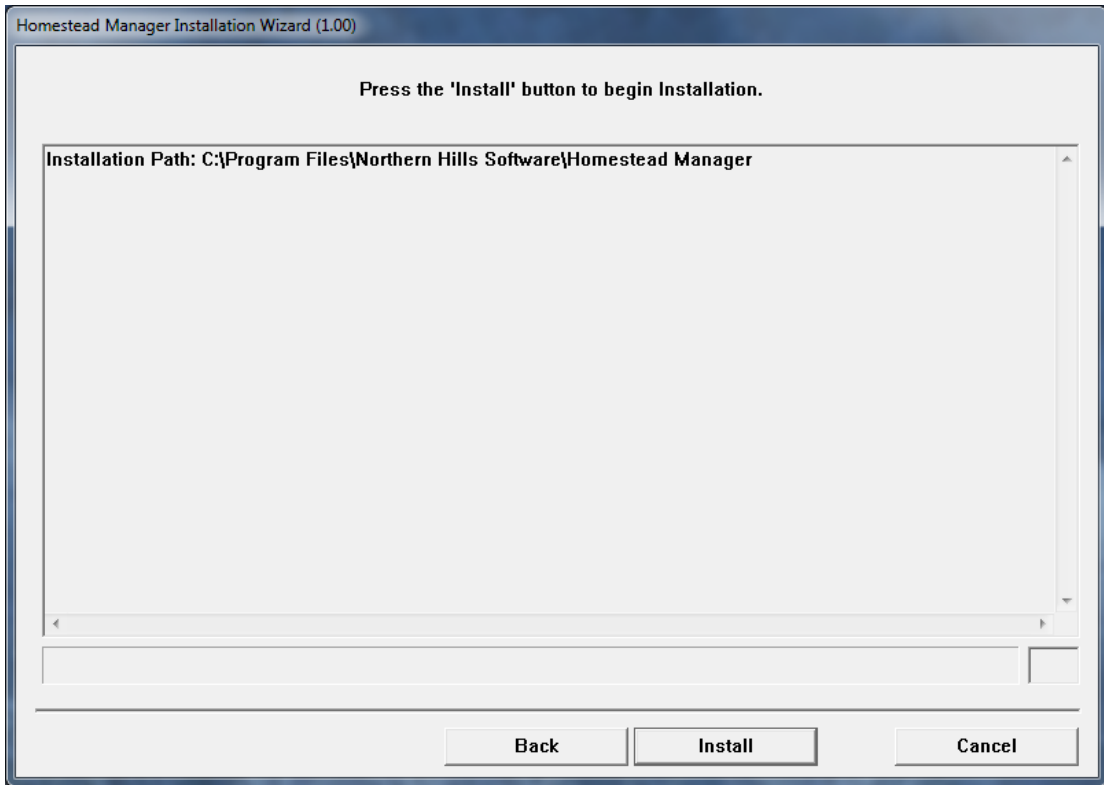 Homestead Manager Installation Wizard (1.00)
Press the 'Install' button to begin Installation.
Installation Path: C:\Program Files\Northern Hills Software\Homestead Manager
Back
Install
Cancel